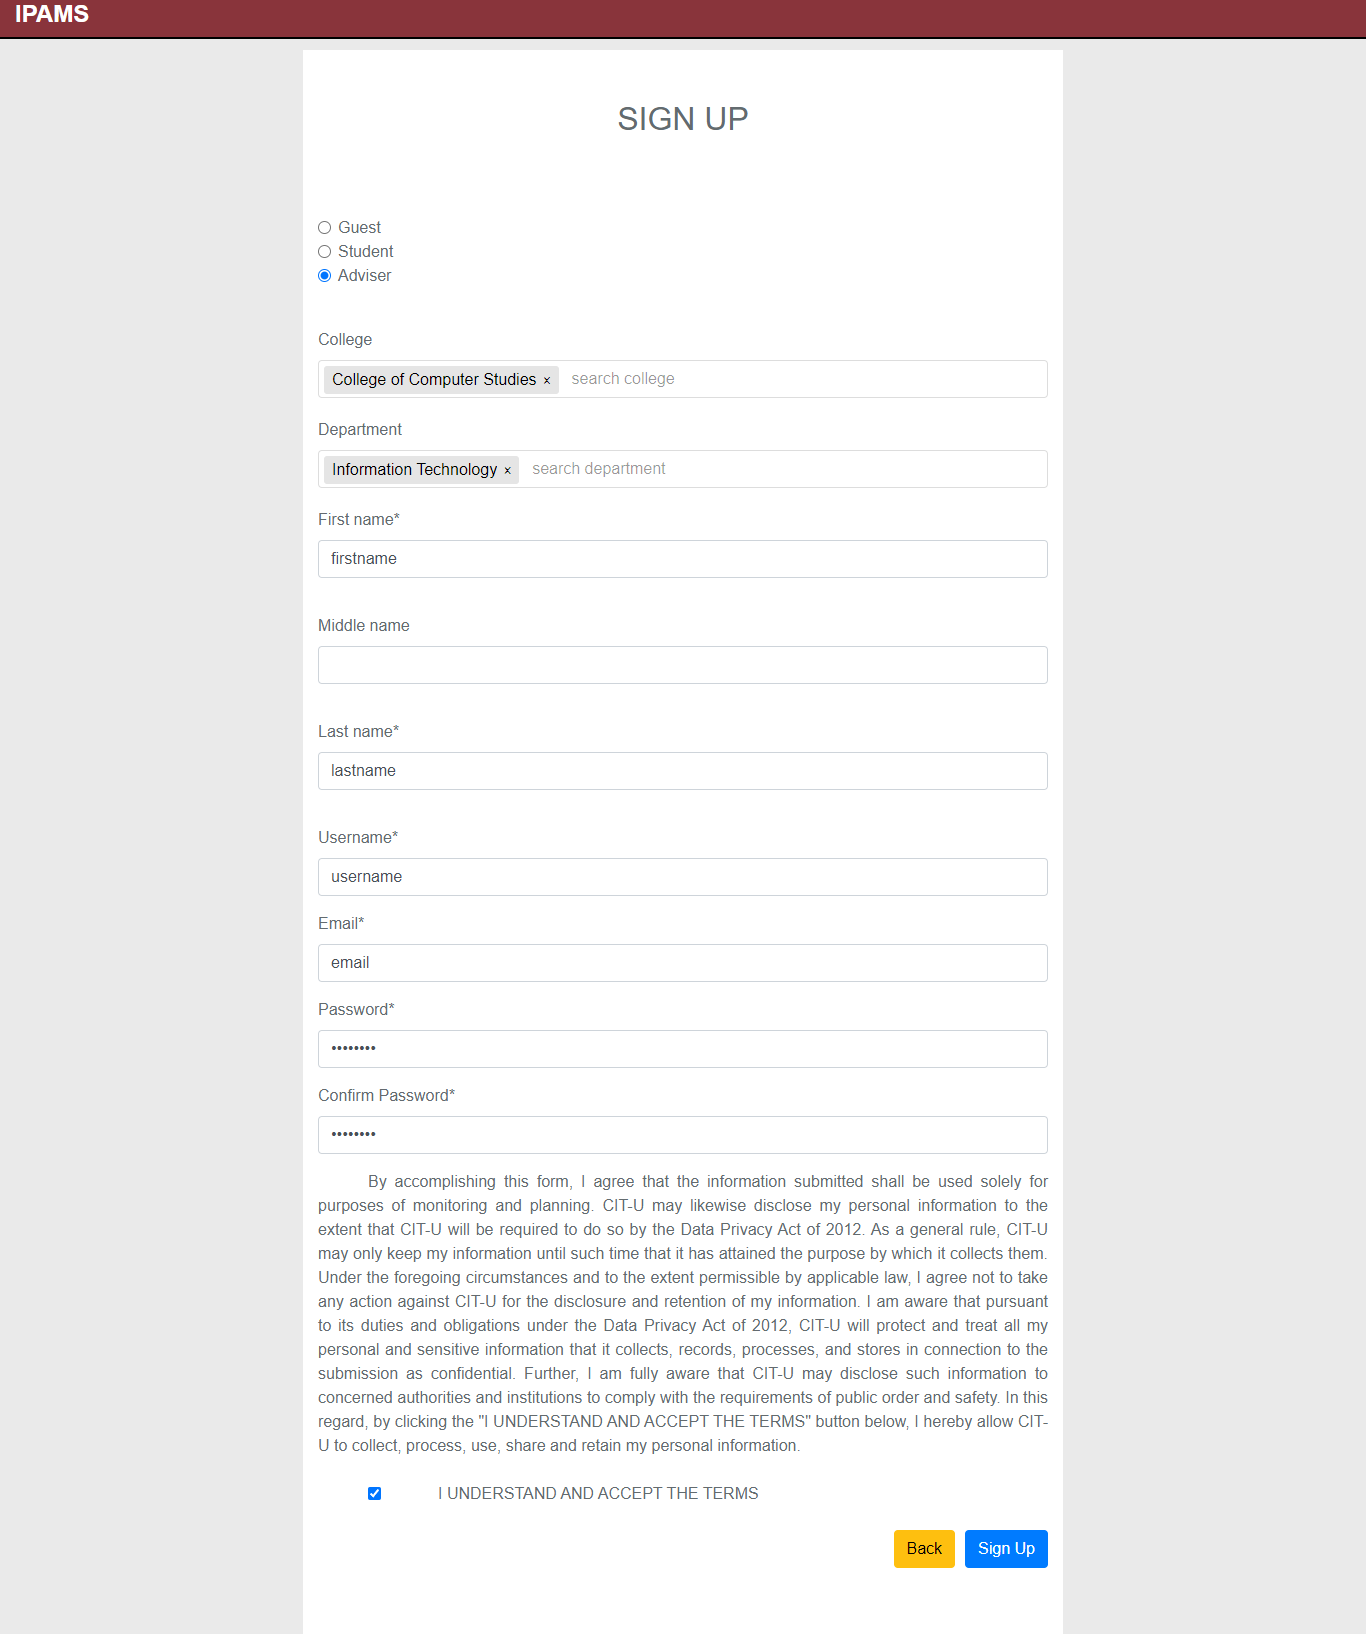 IPAMS
SIGN UP
Guest
Student
Adviser
College
College of Computer Studies × search college
Department
Information Technology × search department
First name*
firstname
Middle name
Last name*
lastname
Username*
username
Email*
email
Password*
••••••••
Confirm Password*
••••••••
By accomplishing this form, I agree that the information submitted shall be used solely for
purposes of monitoring and planning. CIT-U may likewise disclose my personal information to the
extent that CIT-U will be required to do so by the Data Privacy Act of 2012. As a general rule, CIT-U
may only keep my information until such time that it has attained the purpose by which it collects them.
Under the foregoing circumstances and to the extent permissible by applicable law, I agree not to take
any action against CIT-U for the disclosure and retention of my information. I am aware that pursuant
to its duties and obligations under the Data Privacy Act of 2012, CIT-U will protect and treat all my
personal and sensitive information that it collects, records, processes, and stores in connection to the
submission as confidential. Further, I am fully aware that CIT-U may disclose such information to
concerned authorities and institutions to comply with the requirements of public order and safety. In this
regard, by clicking the "I UNDERSTAND AND ACCEPT THE TERMS" button below, I hereby allow CIT-
U to collect, process, use, share and retain my personal information.
I UNDERSTAND AND ACCEPT THE TERMS
Back Sign Up